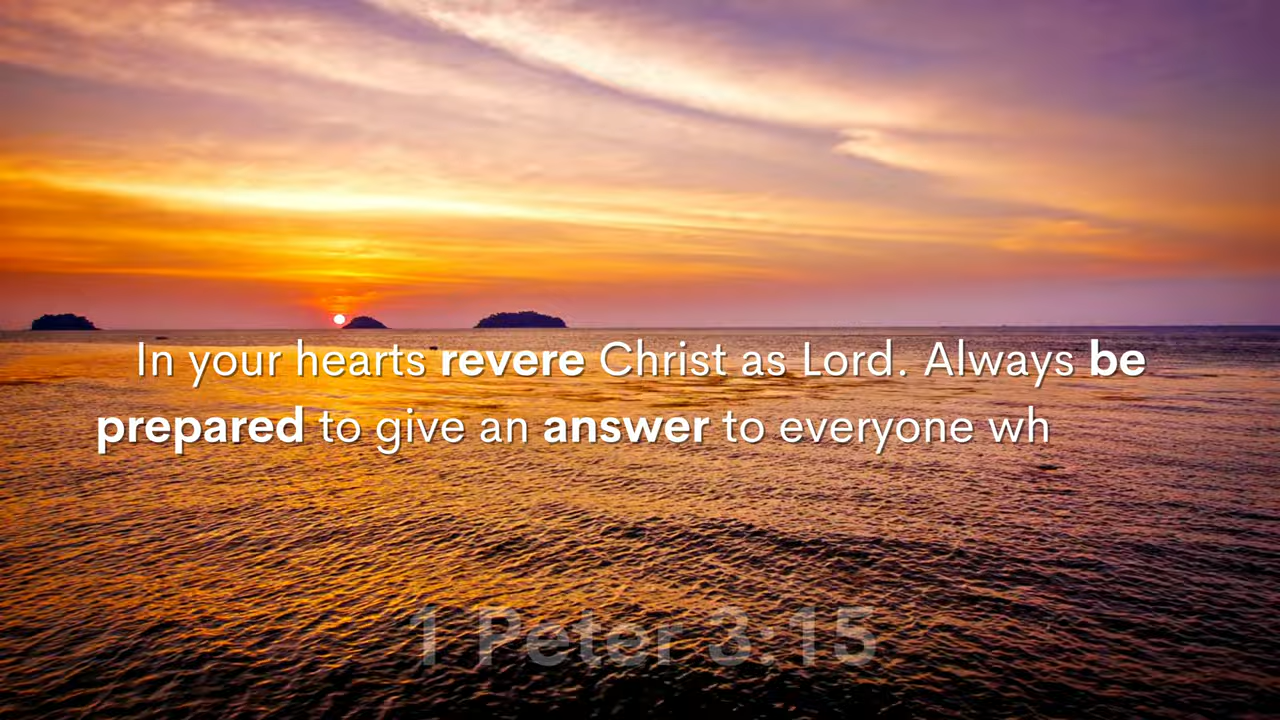 In your hearts revere Christ as Lord. Always be
prepared to give an answer to everyone wh
1 Peter 3:15